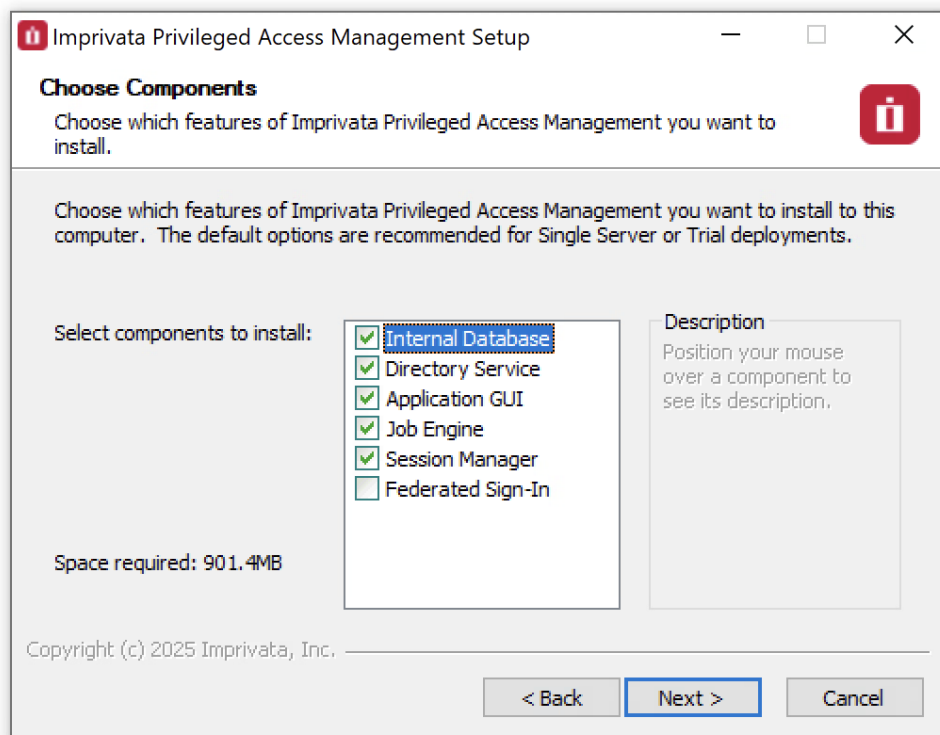 Imprivata Privileged Access Management Setup
Choose Components
Choose which features of Imprivata Privileged Access Management you want to
install.
Choose which features of Imprivata Privileged Access Management you want to install to this
computer.  The default options are recommended for Single Server or Trial deployments.
Select components to install:
Internal Database
Directory Service
Application GUI
Job Engine
Session Manager
Federated Sign-In
Description
Position your mouse
over a component to
see its description.
Space required: 901.4MB
Copyright (c) 2025 Imprivata, Inc.
< Back
Next >
Cancel